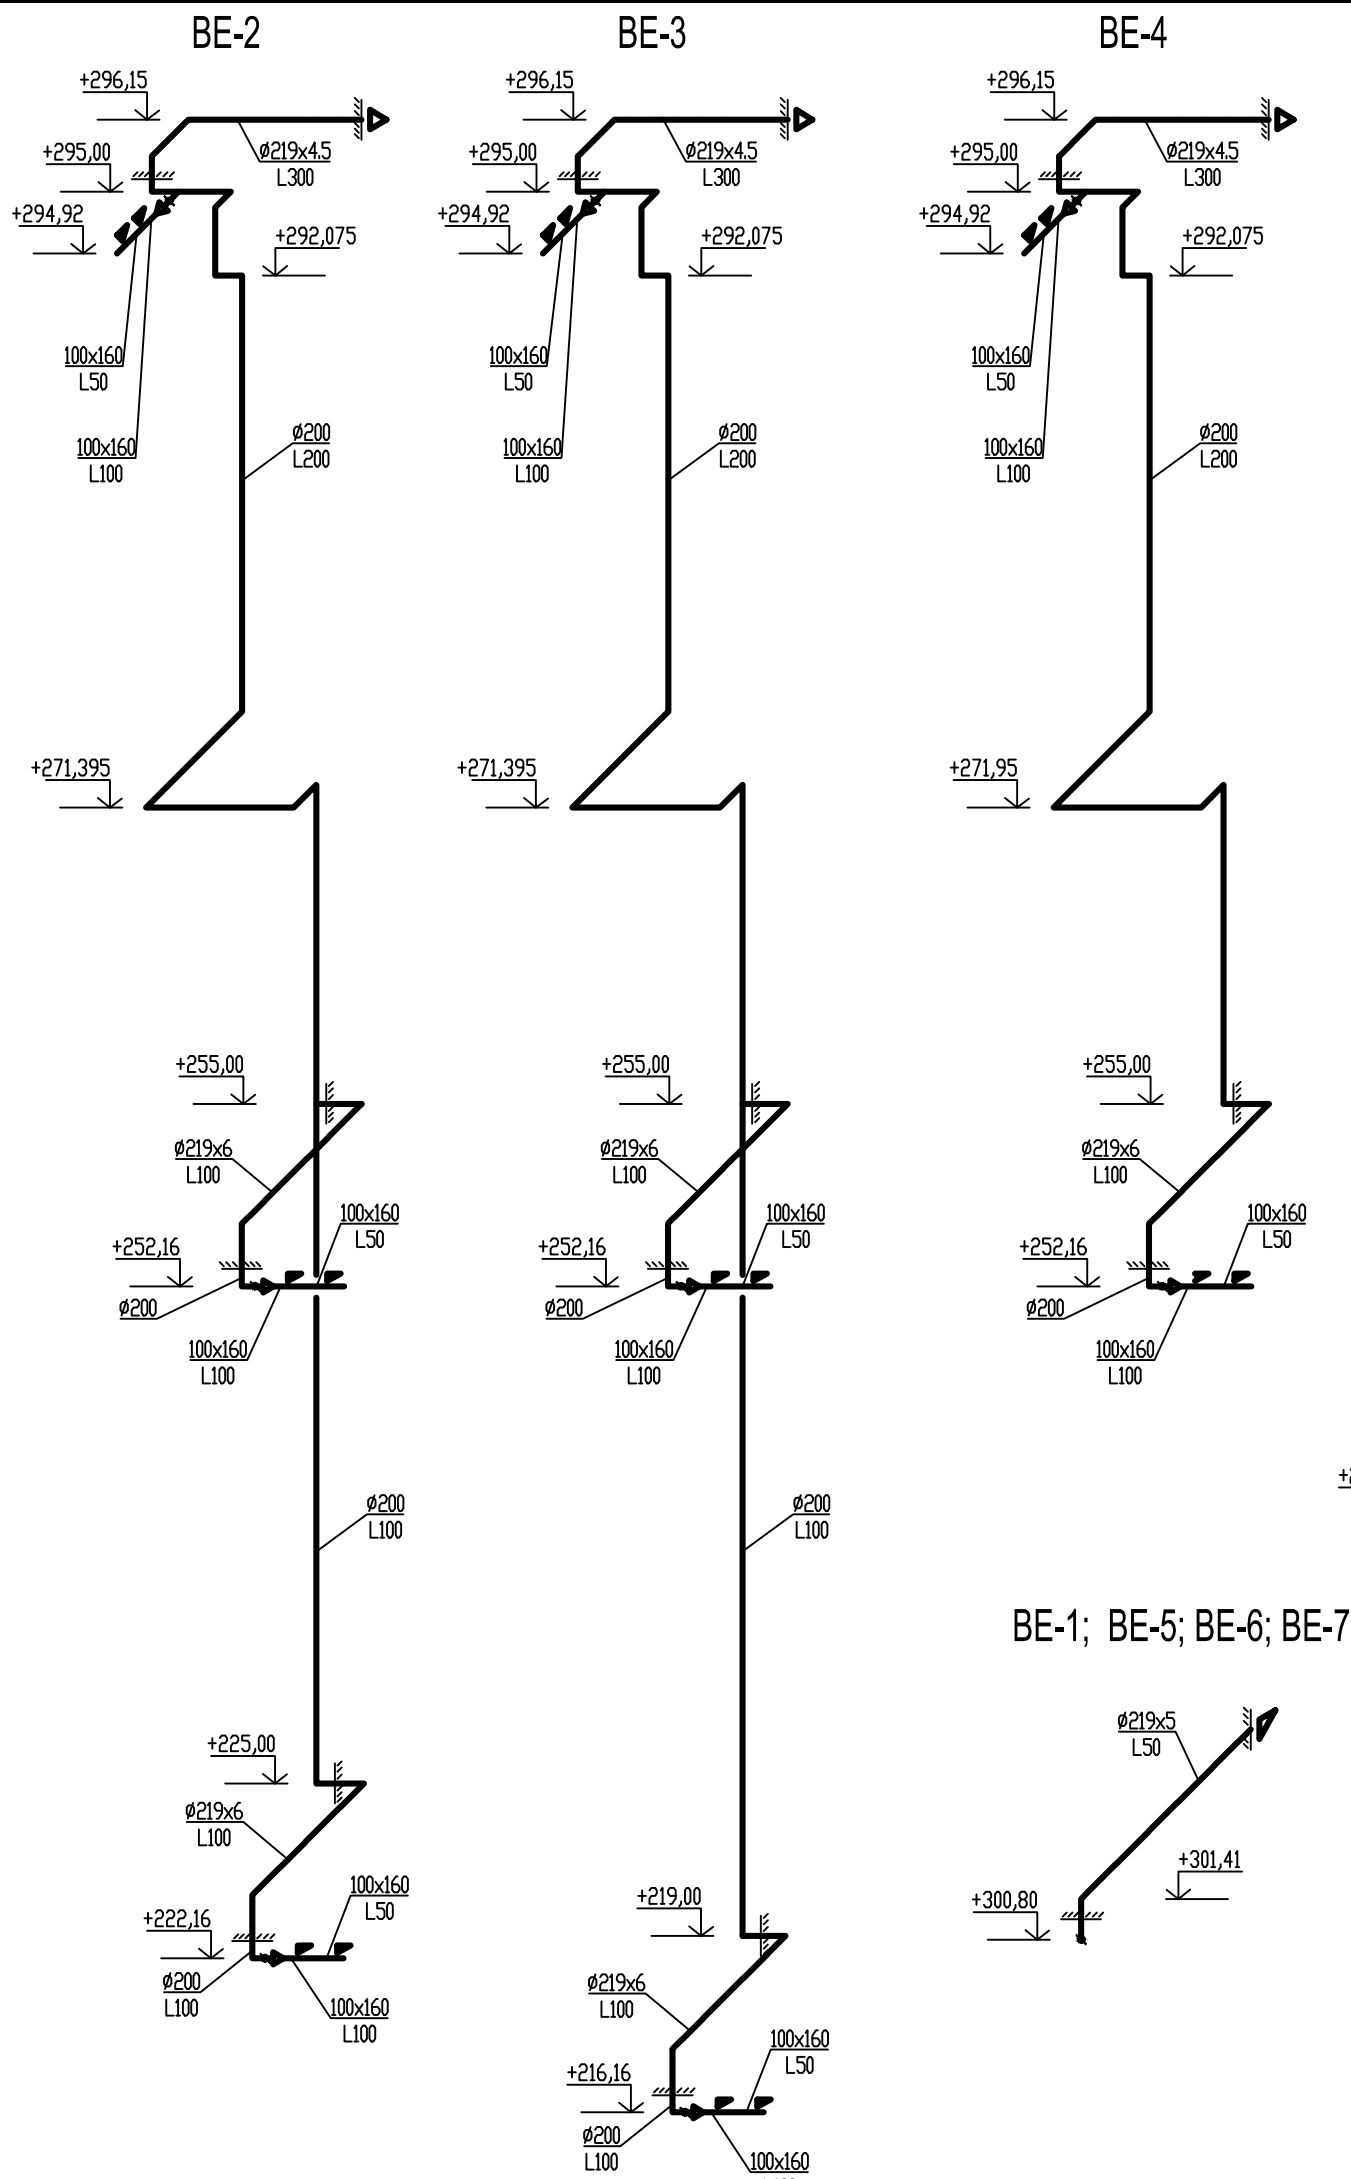 BE-2
+296,15
ø219x4.5
L300
+295,00
+294,92
+292,075
100x160
L50
100x160
L100
ø200
L200
+271,395
+255,00
ø219x6
L100
100x160
L50
+252,16
ø200
100x160
L100
ø200
L100
+225,00
ø219x6
L100
100x160
L50
+222,16
ø200
L100
100x160
L100
BE-3
+296,15
ø219x4.5
L300
+295,00
+294,92
+292,075
100x160
L50
100x160
L100
ø200
L200
+271,395
+255,00
ø219x6
L100
100x160
L50
+252,16
ø200
100x160
L100
ø200
L100
+219,00
ø219x6
L100
100x160
L50
+216,16
ø200
L100
100x160
BE-4
+296,15
ø219x4.5
L300
+295,00
+294,92
+292,075
100x160
L50
100x160
L100
ø200
L200
+271,95
+255,00
ø219x6
L100
100x160
L50
+252,16
ø200
100x160
L100
BE-1; BE-5; BE-6; BE-7
ø219x5
L50
+301,41
+300,80